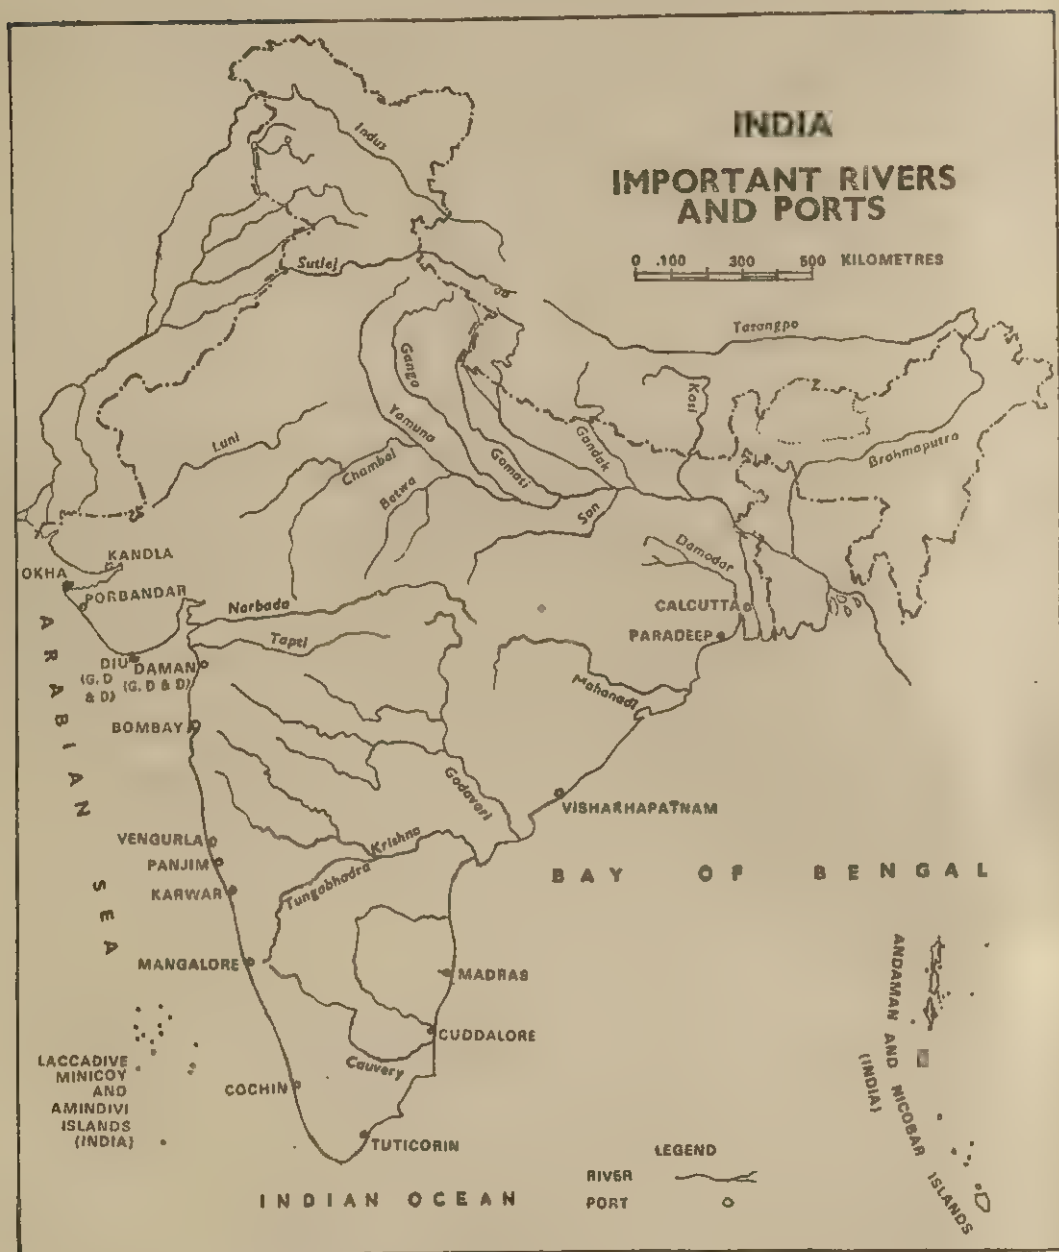 INDIA
IMPORTANT RIVERS
AND PORTS
0 100 300 500 KILOMETRES
Indus
Sutlej
Tasangpo
Ganga
Yamuna
Gomati
Gandak
Kosi
Brahmaputra
Luni
Chambal
Betwa
Son
Damodar
KANDLA
OKHA
PORBANDAR
Narbada
Tapti
CALCUTTA
PARADEEP
DIU
(G, D
& D)
DAMAN
(G, D & D)
Mahanadi
BOMBAY
ARABIAN SEA
Godavari
VISHAKHAPATNAM
VENGURLA
Krishna
PANJIM
Tungabhadra
KARWAR
BAY OF BENGAL
MANGALORE
MADRAS
CUDDALORE
Cauvery
LACCADIVE
MINICOY
AND
AMINDIVI
ISLANDS
(INDIA)
COCHIN
TUTICORIN
ANDAMAN AND NICOBAR ISLANDS
(INDIA)
LEGEND
RIVER
PORT
INDIAN OCEAN